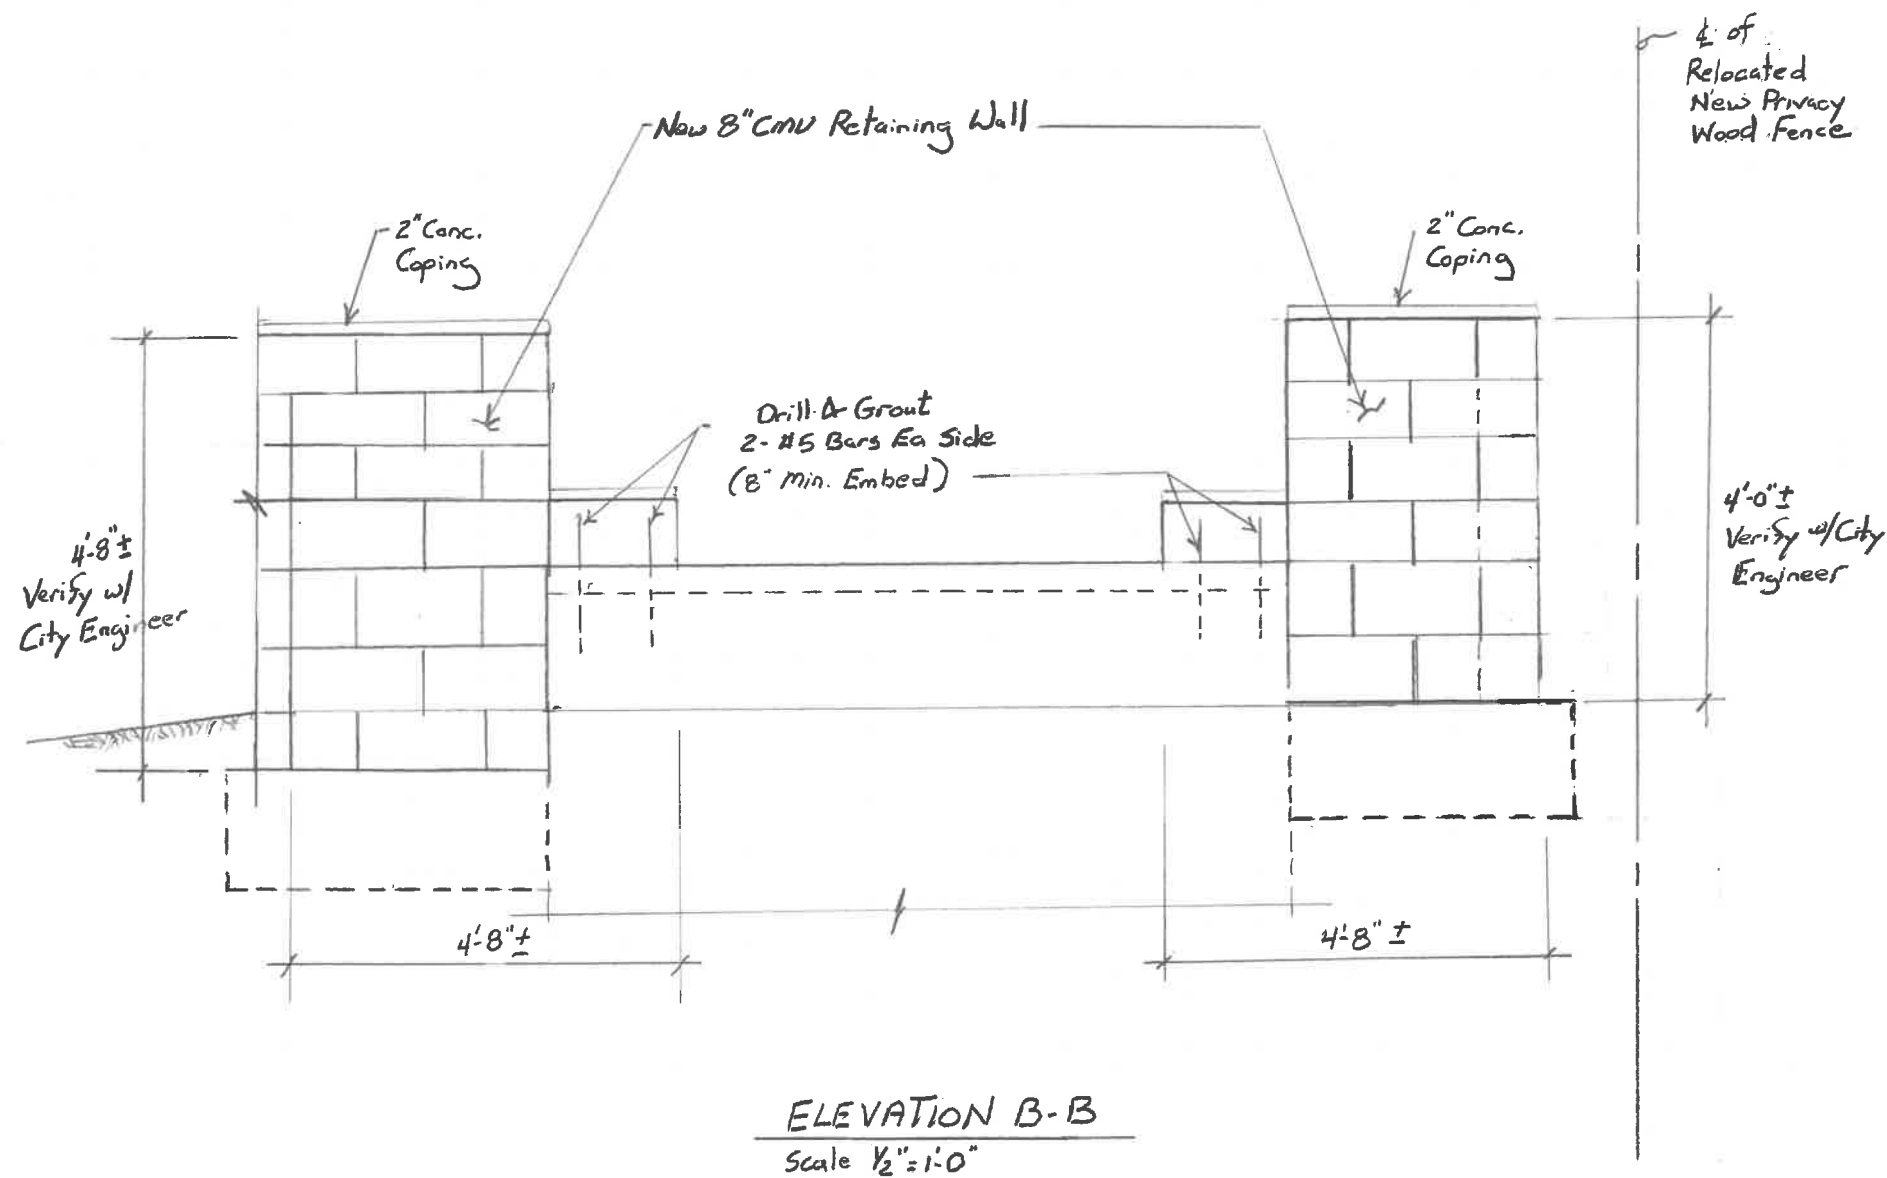 ℄ of
Relocated
New Privacy
Wood Fence
New 8" CMU Retaining Wall
2" Conc.
Coping
2" Conc.
Coping
Drill & Grout
2-#5 Bars Ea Side
(8" Min. Embed)
4'-8" ±
Verify w/
City Engineer
4'-0" ±
Verify w/City
Engineer
4'-8" ±
4'-8" ±
ELEVATION B-B
Scale 1/2"=1'-0"